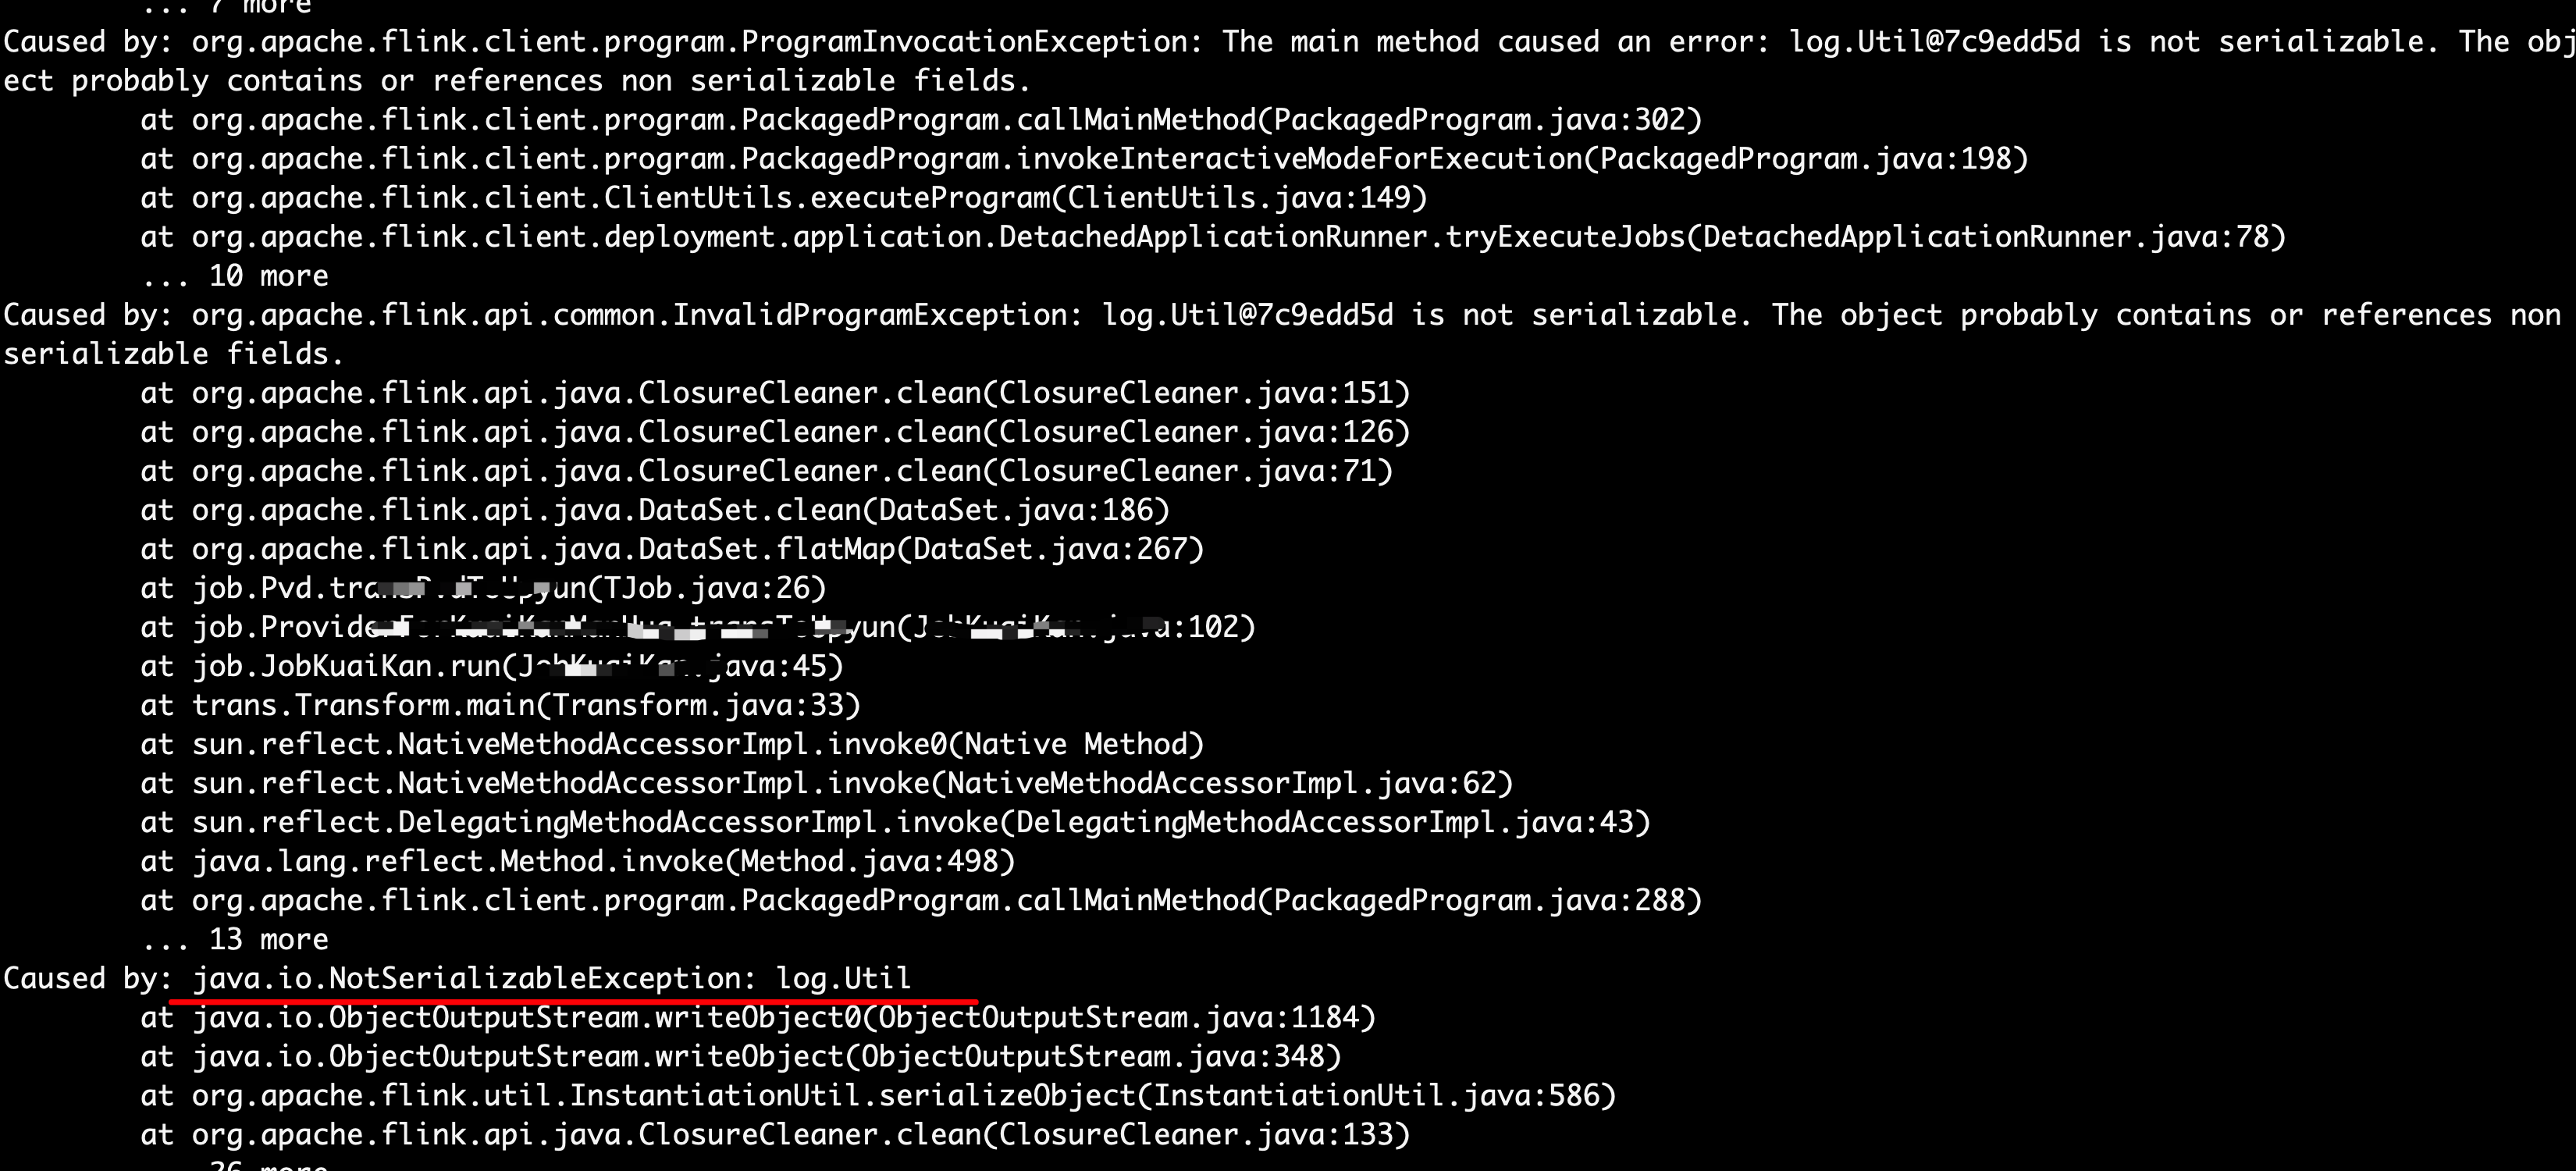 ... 7 more
Caused by: org.apache.flink.client.program.ProgramInvocationException: The main method caused an error: log.Util@7c9edd5d is not serializable. The obj
ect probably contains or references non serializable fields.
at org.apache.flink.client.program.PackagedProgram.callMainMethod(PackagedProgram.java:302)
at org.apache.flink.client.program.PackagedProgram.invokeInteractiveModeForExecution(PackagedProgram.java:198)
at org.apache.flink.client.ClientUtils.executeProgram(ClientUtils.java:149)
at org.apache.flink.client.deployment.application.DetachedApplicationRunner.tryExecuteJobs(DetachedApplicationRunner.java:78)
... 10 more
Caused by: org.apache.flink.api.common.InvalidProgramException: log.Util@7c9edd5d is not serializable. The object probably contains or references non
serializable fields.
at org.apache.flink.api.java.ClosureCleaner.clean(ClosureCleaner.java:151)
at org.apache.flink.api.java.ClosureCleaner.clean(ClosureCleaner.java:126)
at org.apache.flink.api.java.ClosureCleaner.clean(ClosureCleaner.java:71)
at org.apache.flink.api.java.DataSet.clean(DataSet.java:186)
at org.apache.flink.api.java.DataSet.flatMap(DataSet.java:267)
at job.Pvd.(TJob.java:26)
at
at job.JobKuaiKan.run(
at trans.Transform.main(Transform.java:33)
at sun.reflect.NativeMethodAccessorImpl.invoke0(Native Method)
at sun.reflect.NativeMethodAccessorImpl.invoke(NativeMethodAccessorImpl.java:62)
at sun.reflect.DelegatingMethodAccessorImpl.invoke(DelegatingMethodAccessorImpl.java:43)
at java.lang.reflect.Method.invoke(Method.java:498)
at org.apache.flink.client.program.PackagedProgram.callMainMethod(PackagedProgram.java:288)
... 13 more
Caused by: java.io.NotSerializableException: log.Util
at java.io.ObjectOutputStream.writeObject0(ObjectOutputStream.java:1184)
at java.io.ObjectOutputStream.writeObject(ObjectOutputStream.java:348)
at org.apache.flink.util.InstantiationUtil.serializeObject(InstantiationUtil.java:586)
at org.apache.flink.api.java.ClosureCleaner.clean(ClosureCleaner.java:133)
... 26 more